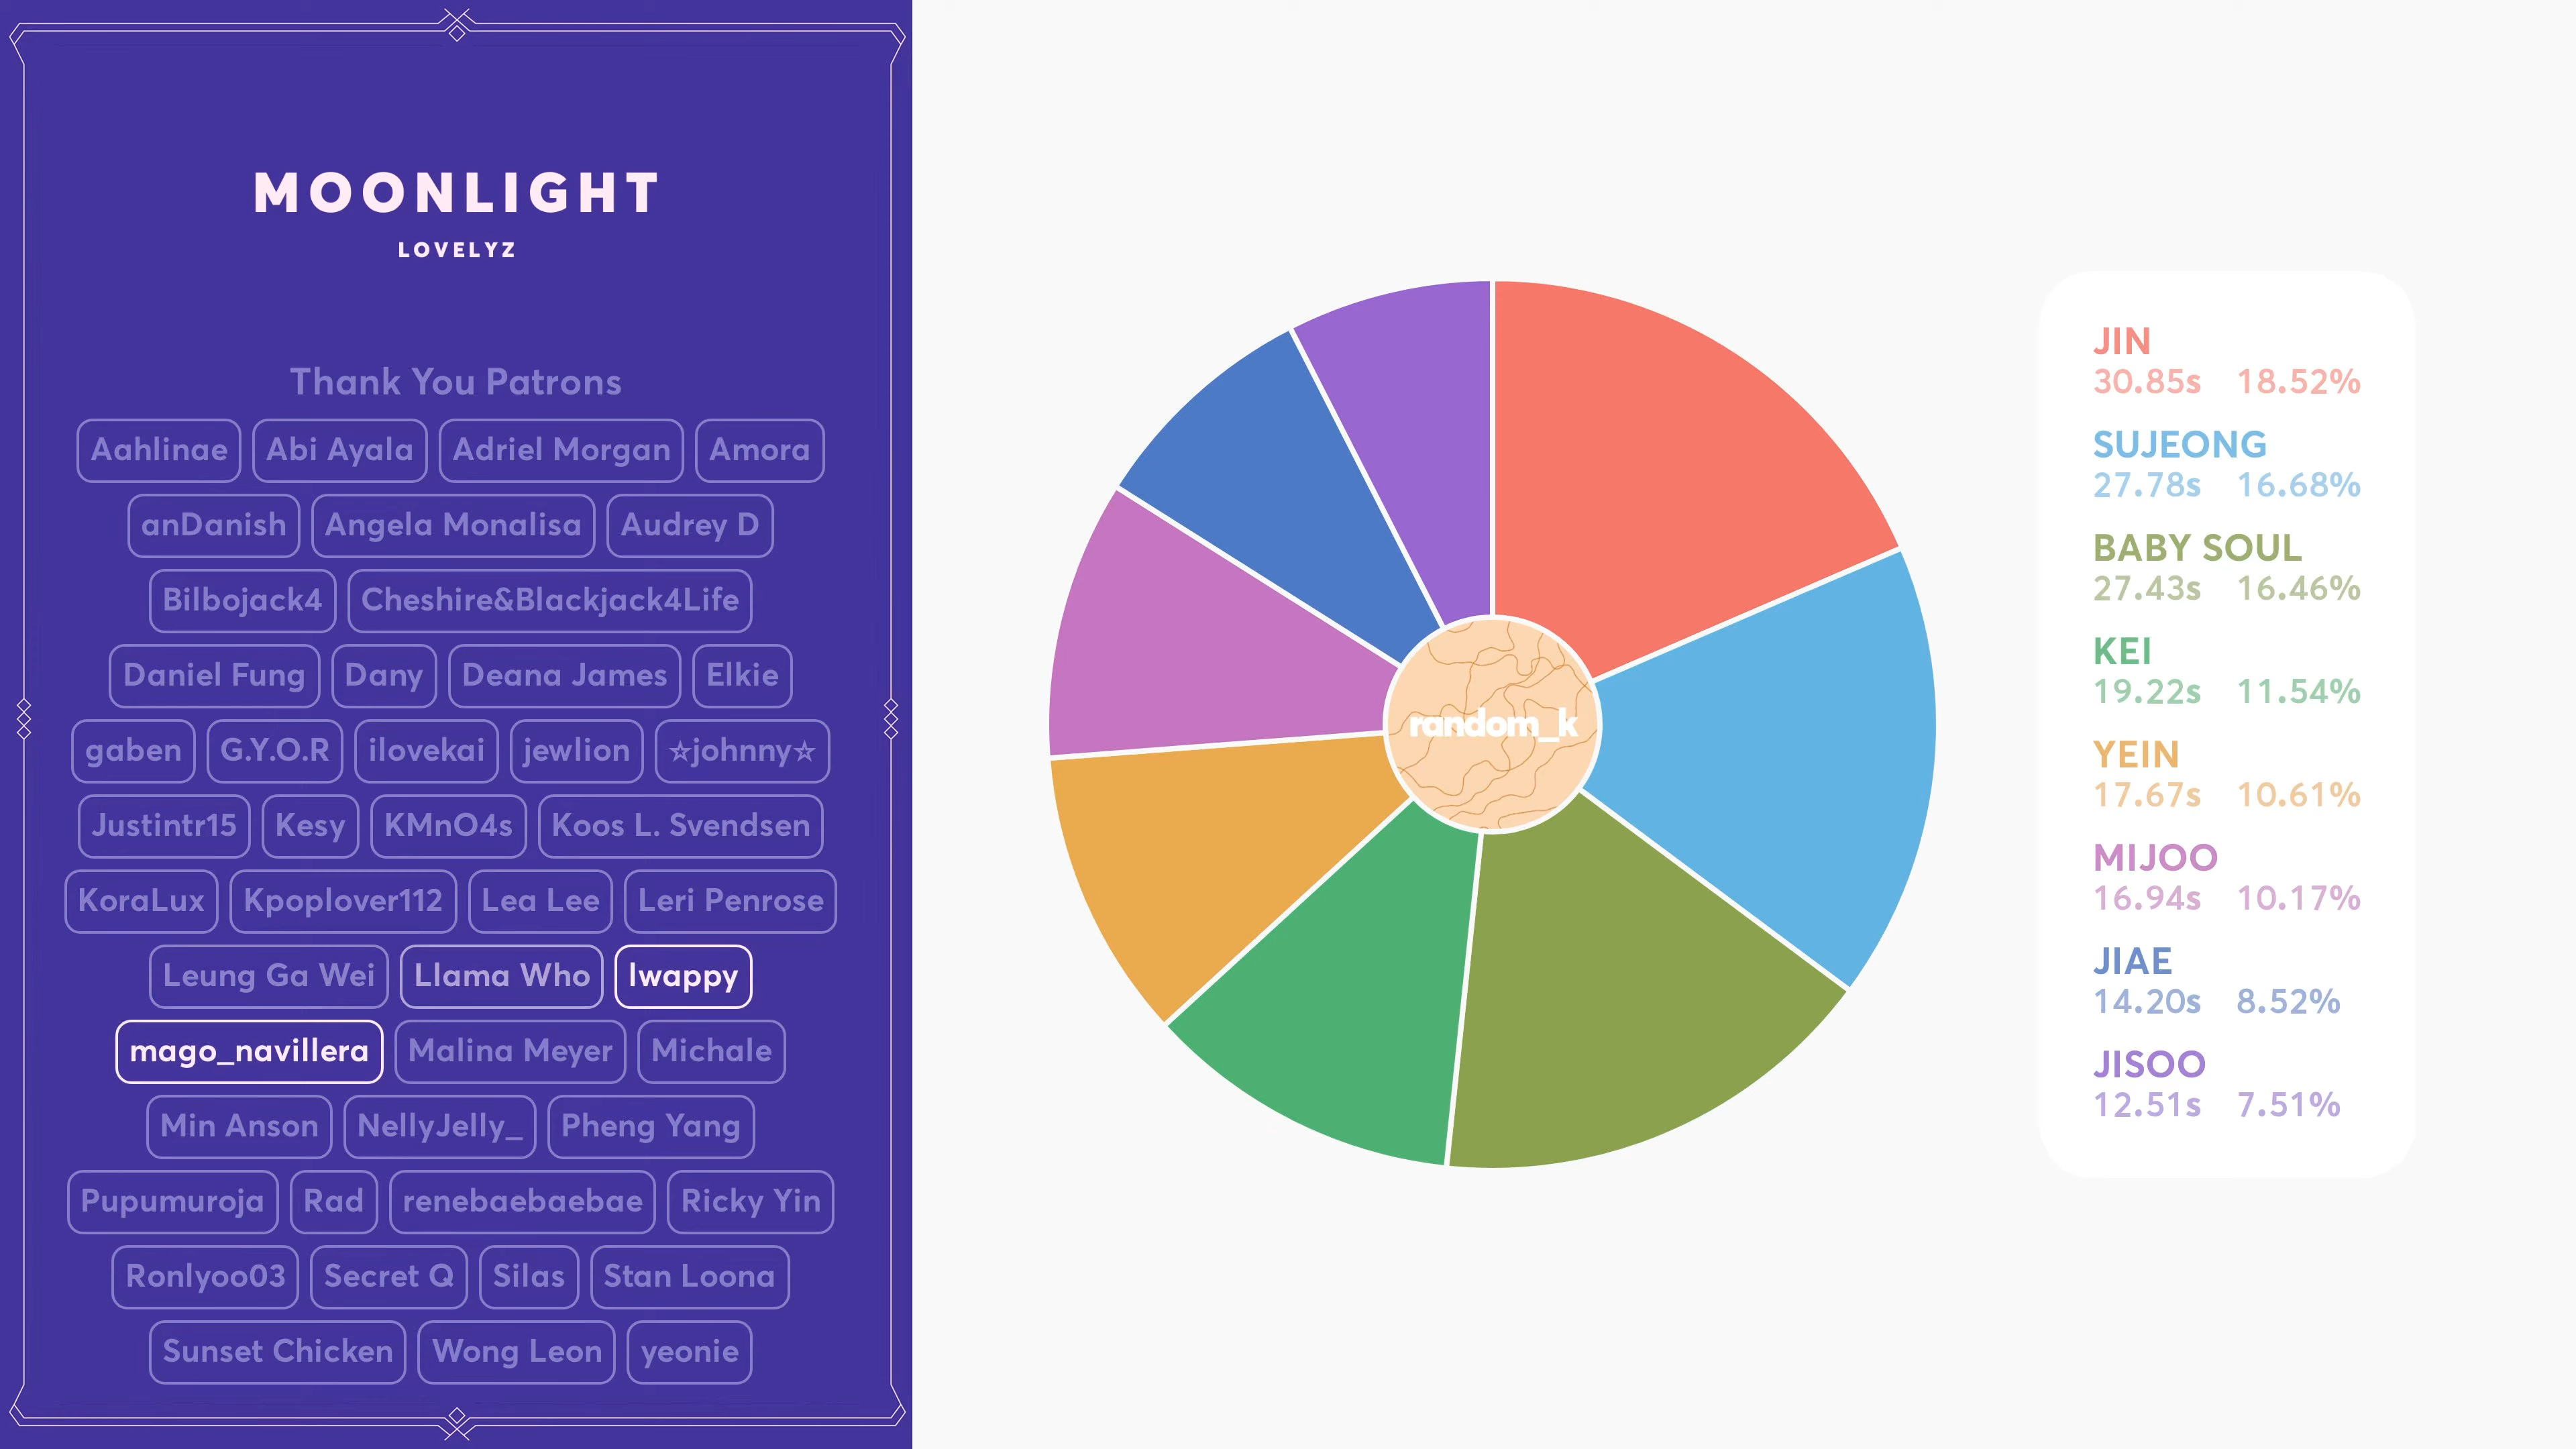 MOONLIGHT
LOVELYZ
Thank You Patrons
Aahlinae Abi Ayala Adriel Morgan Amora
anDanish Angela Monalisa Audrey D
Bilbojack4 Cheshire&Blackjack4Life
Daniel Fung Dany Deana James Elkie
gaben G.Y.O.R ilovekai jewlion ☆johnny☆
Justintr15 Kesy KMnO4s Koos L. Svendsen
KoraLux Kpoplover112 Lea Lee Leri Penrose
Leung Ga Wei Llama Who lwappy
mago_navillera Malina Meyer Michale
Min Anson NellyJelly_ Pheng Yang
Pupumuroja Rad renebaebaebae Ricky Yin
Ronlyoo03 Secret Q Silas Stan Loona
Sunset Chicken Wong Leon yeonie
random_k
JIN
30.85s 18.52%
SUJEONG
27.78s 16.68%
BABY SOUL
27.43s 16.46%
KEI
19.22s 11.54%
YEIN
17.67s 10.61%
MIJOO
16.94s 10.17%
JIAE
14.20s 8.52%
JISOO
12.51s 7.51%